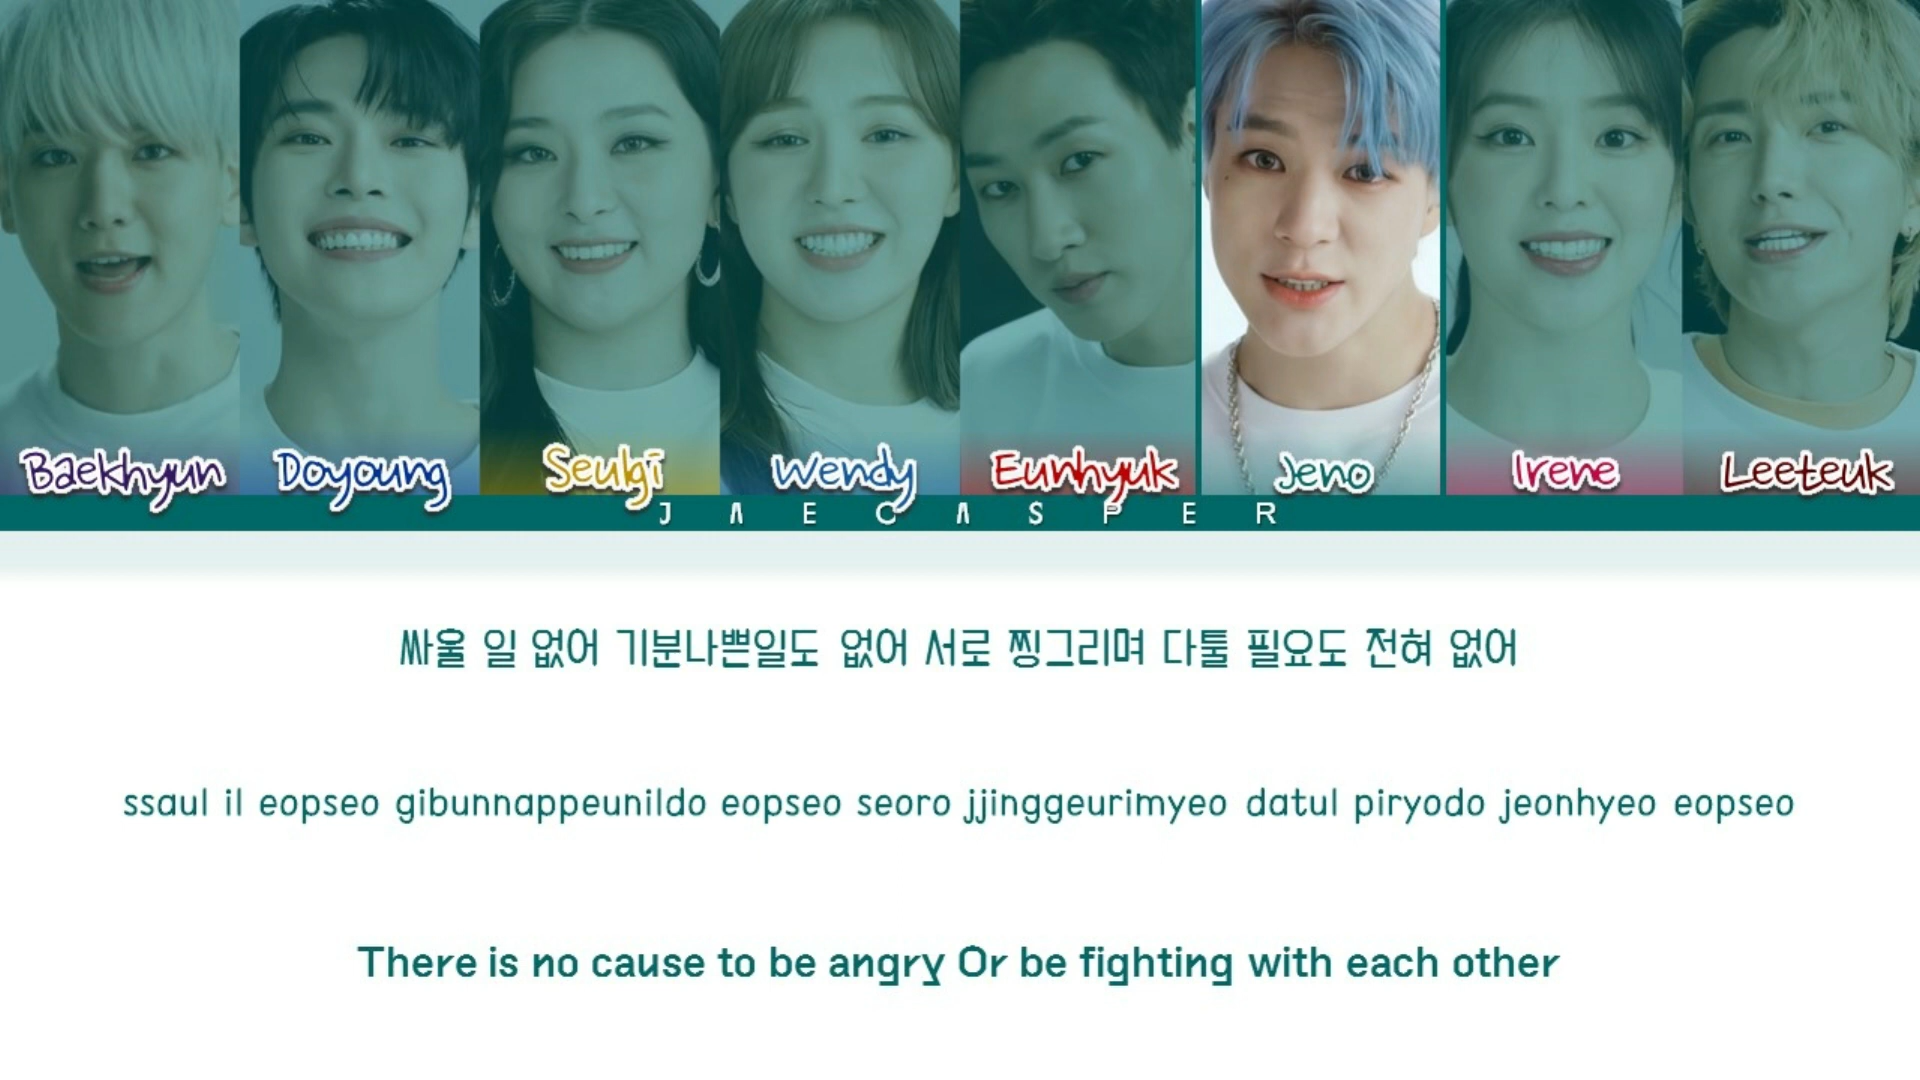 Baekhyun Doyoung Seulgi Wendy Eunhyuk Jeno Irene Leeteuk
JAECASPER
싸울 일 없어 기분나쁜일도 없어 서로 찡그리며 다툴 필요도 전혀 없어
ssaul il eopseo gibunnappeunildo eopseo seoro jjinggeurimyeo datul piryodo jeonhyeo eopseo
There is no cause to be angry Or be fighting with each other